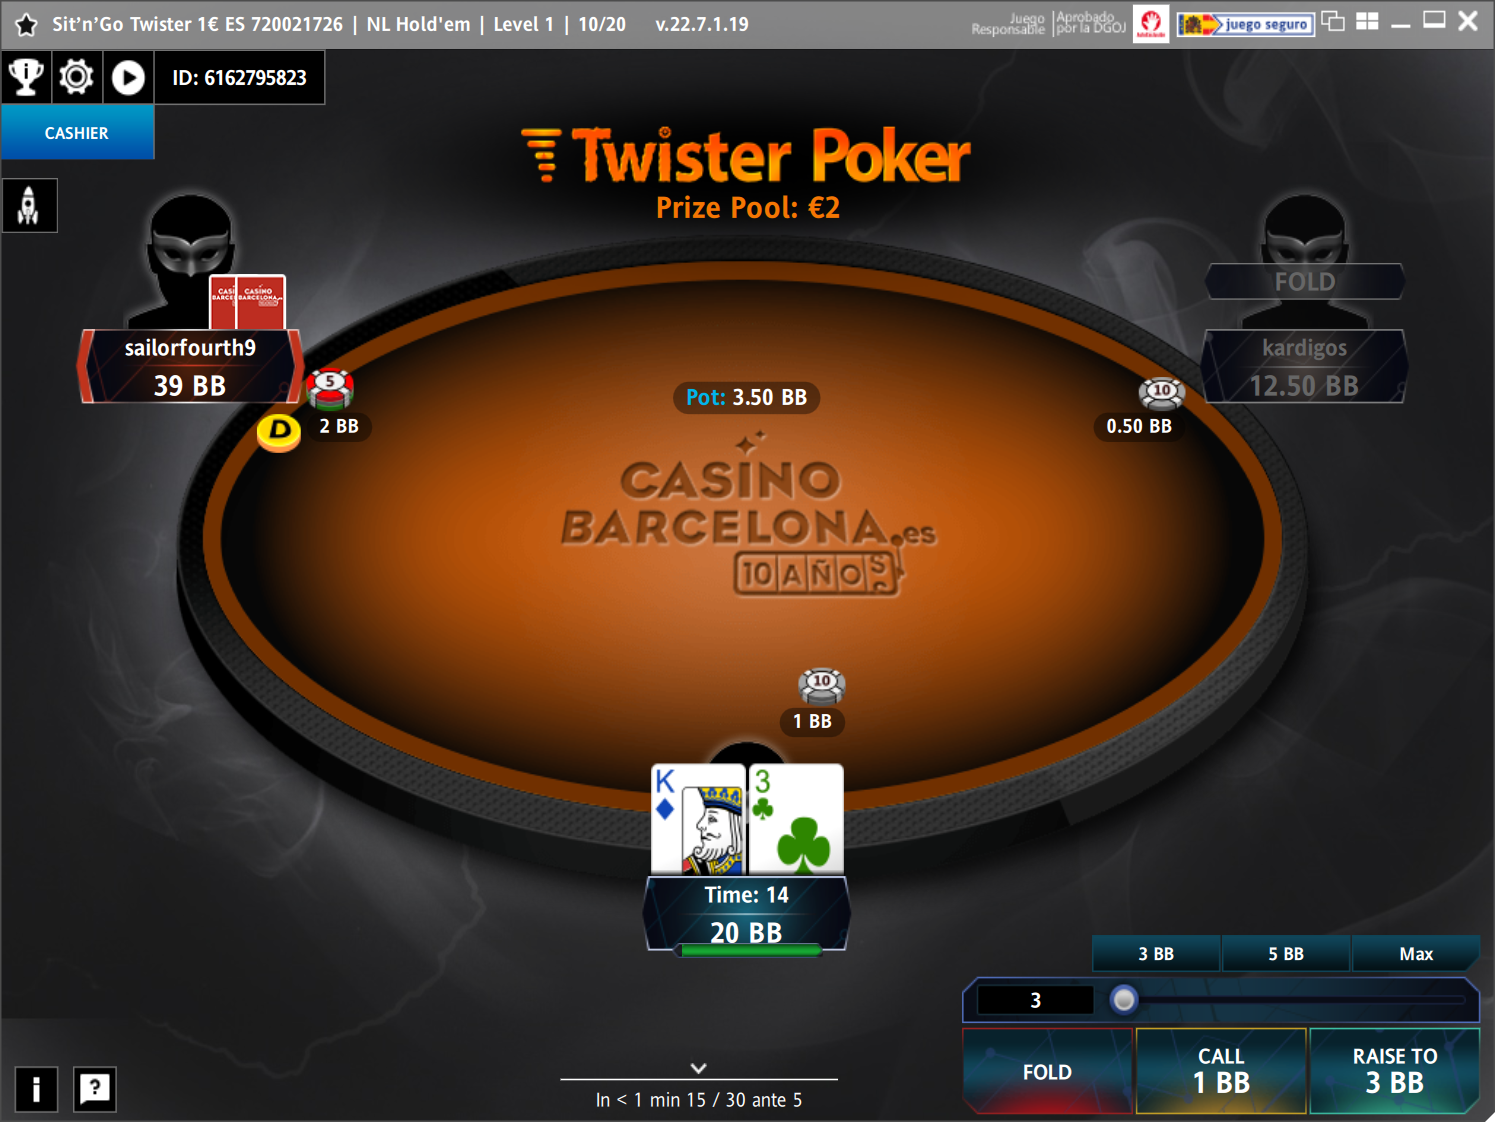 Sit'n'Go Twister 1€ ES 720021726 | NL Hold'em | Level 1 | 10/20 v.22.7.1.19
Juego Responsable
Aprobado por la DGOJ
juego seguro
ID: 6162795823
CASHIER
Twister Poker
Prize Pool: €2
CASINO BARCELONA.es
sailorfourth9
39 BB
FOLD
kardigos
12.50 BB
5
D
2 BB
Pot: 3.50 BB
10
0.50 BB
CASINO
BARCELONA.es
10 AÑOS
10
1 BB
K
3
Time: 14
20 BB
3 BB
5 BB
Max
3
FOLD
CALL
1 BB
RAISE TO
3 BB
In < 1 min 15 / 30 ante 5